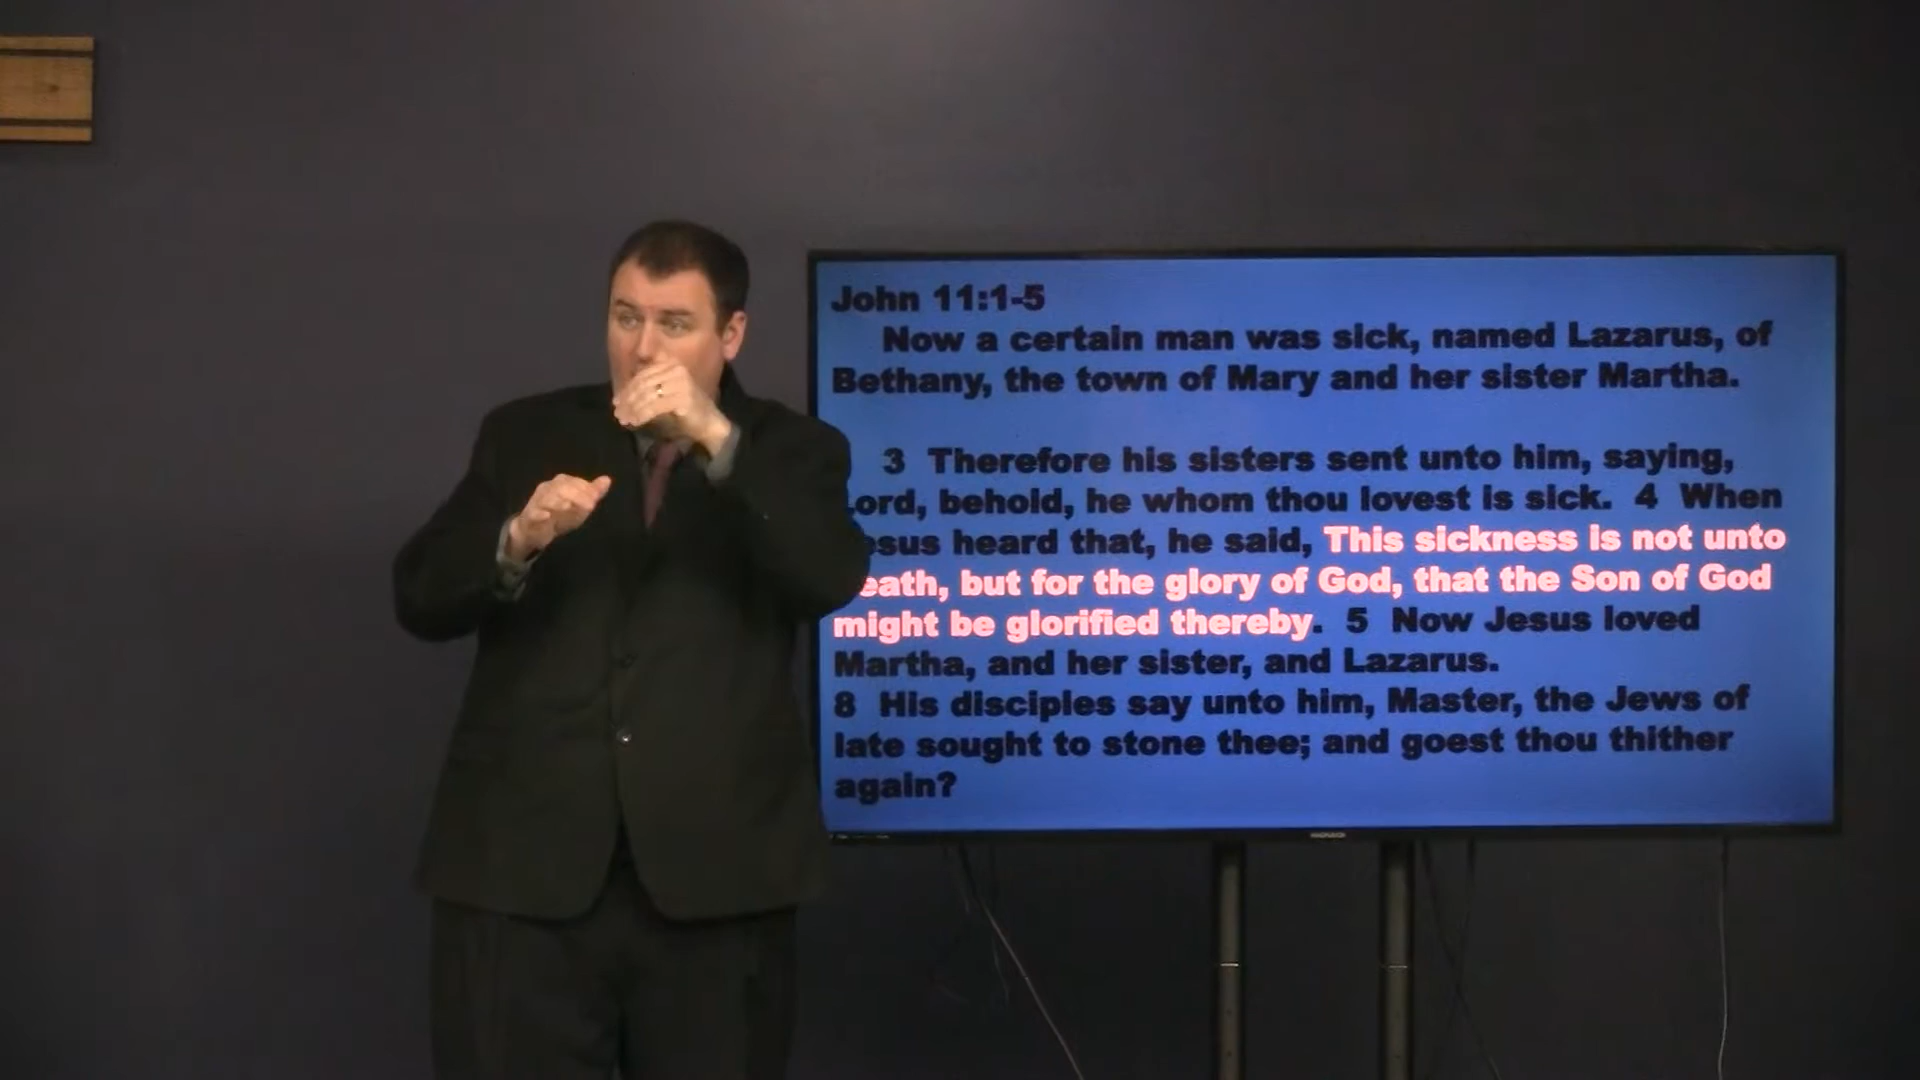 John 11:1-5
Now a certain man was sick, named Lazarus, of
Bethany, the town of Mary and her sister Martha.
3 Therefore his sisters sent unto him, saying,
ord, behold, he whom thou lovest is sick. 4 When
esus heard that, he said, This sickness is not unto
eath, but for the glory of God, that the Son of God
might be glorified thereby. 5 Now Jesus loved
Martha, and her sister, and Lazarus.
8 His disciples say unto him, Master, the Jews of
late sought to stone thee; and goest thou thither
again?